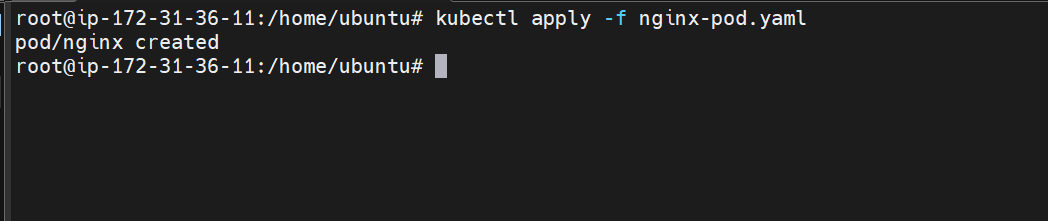 root@ip-172-31-36-11:/home/ubuntu# kubectl apply -f nginx-pod.yaml
pod/nginx created
root@ip-172-31-36-11:/home/ubuntu#